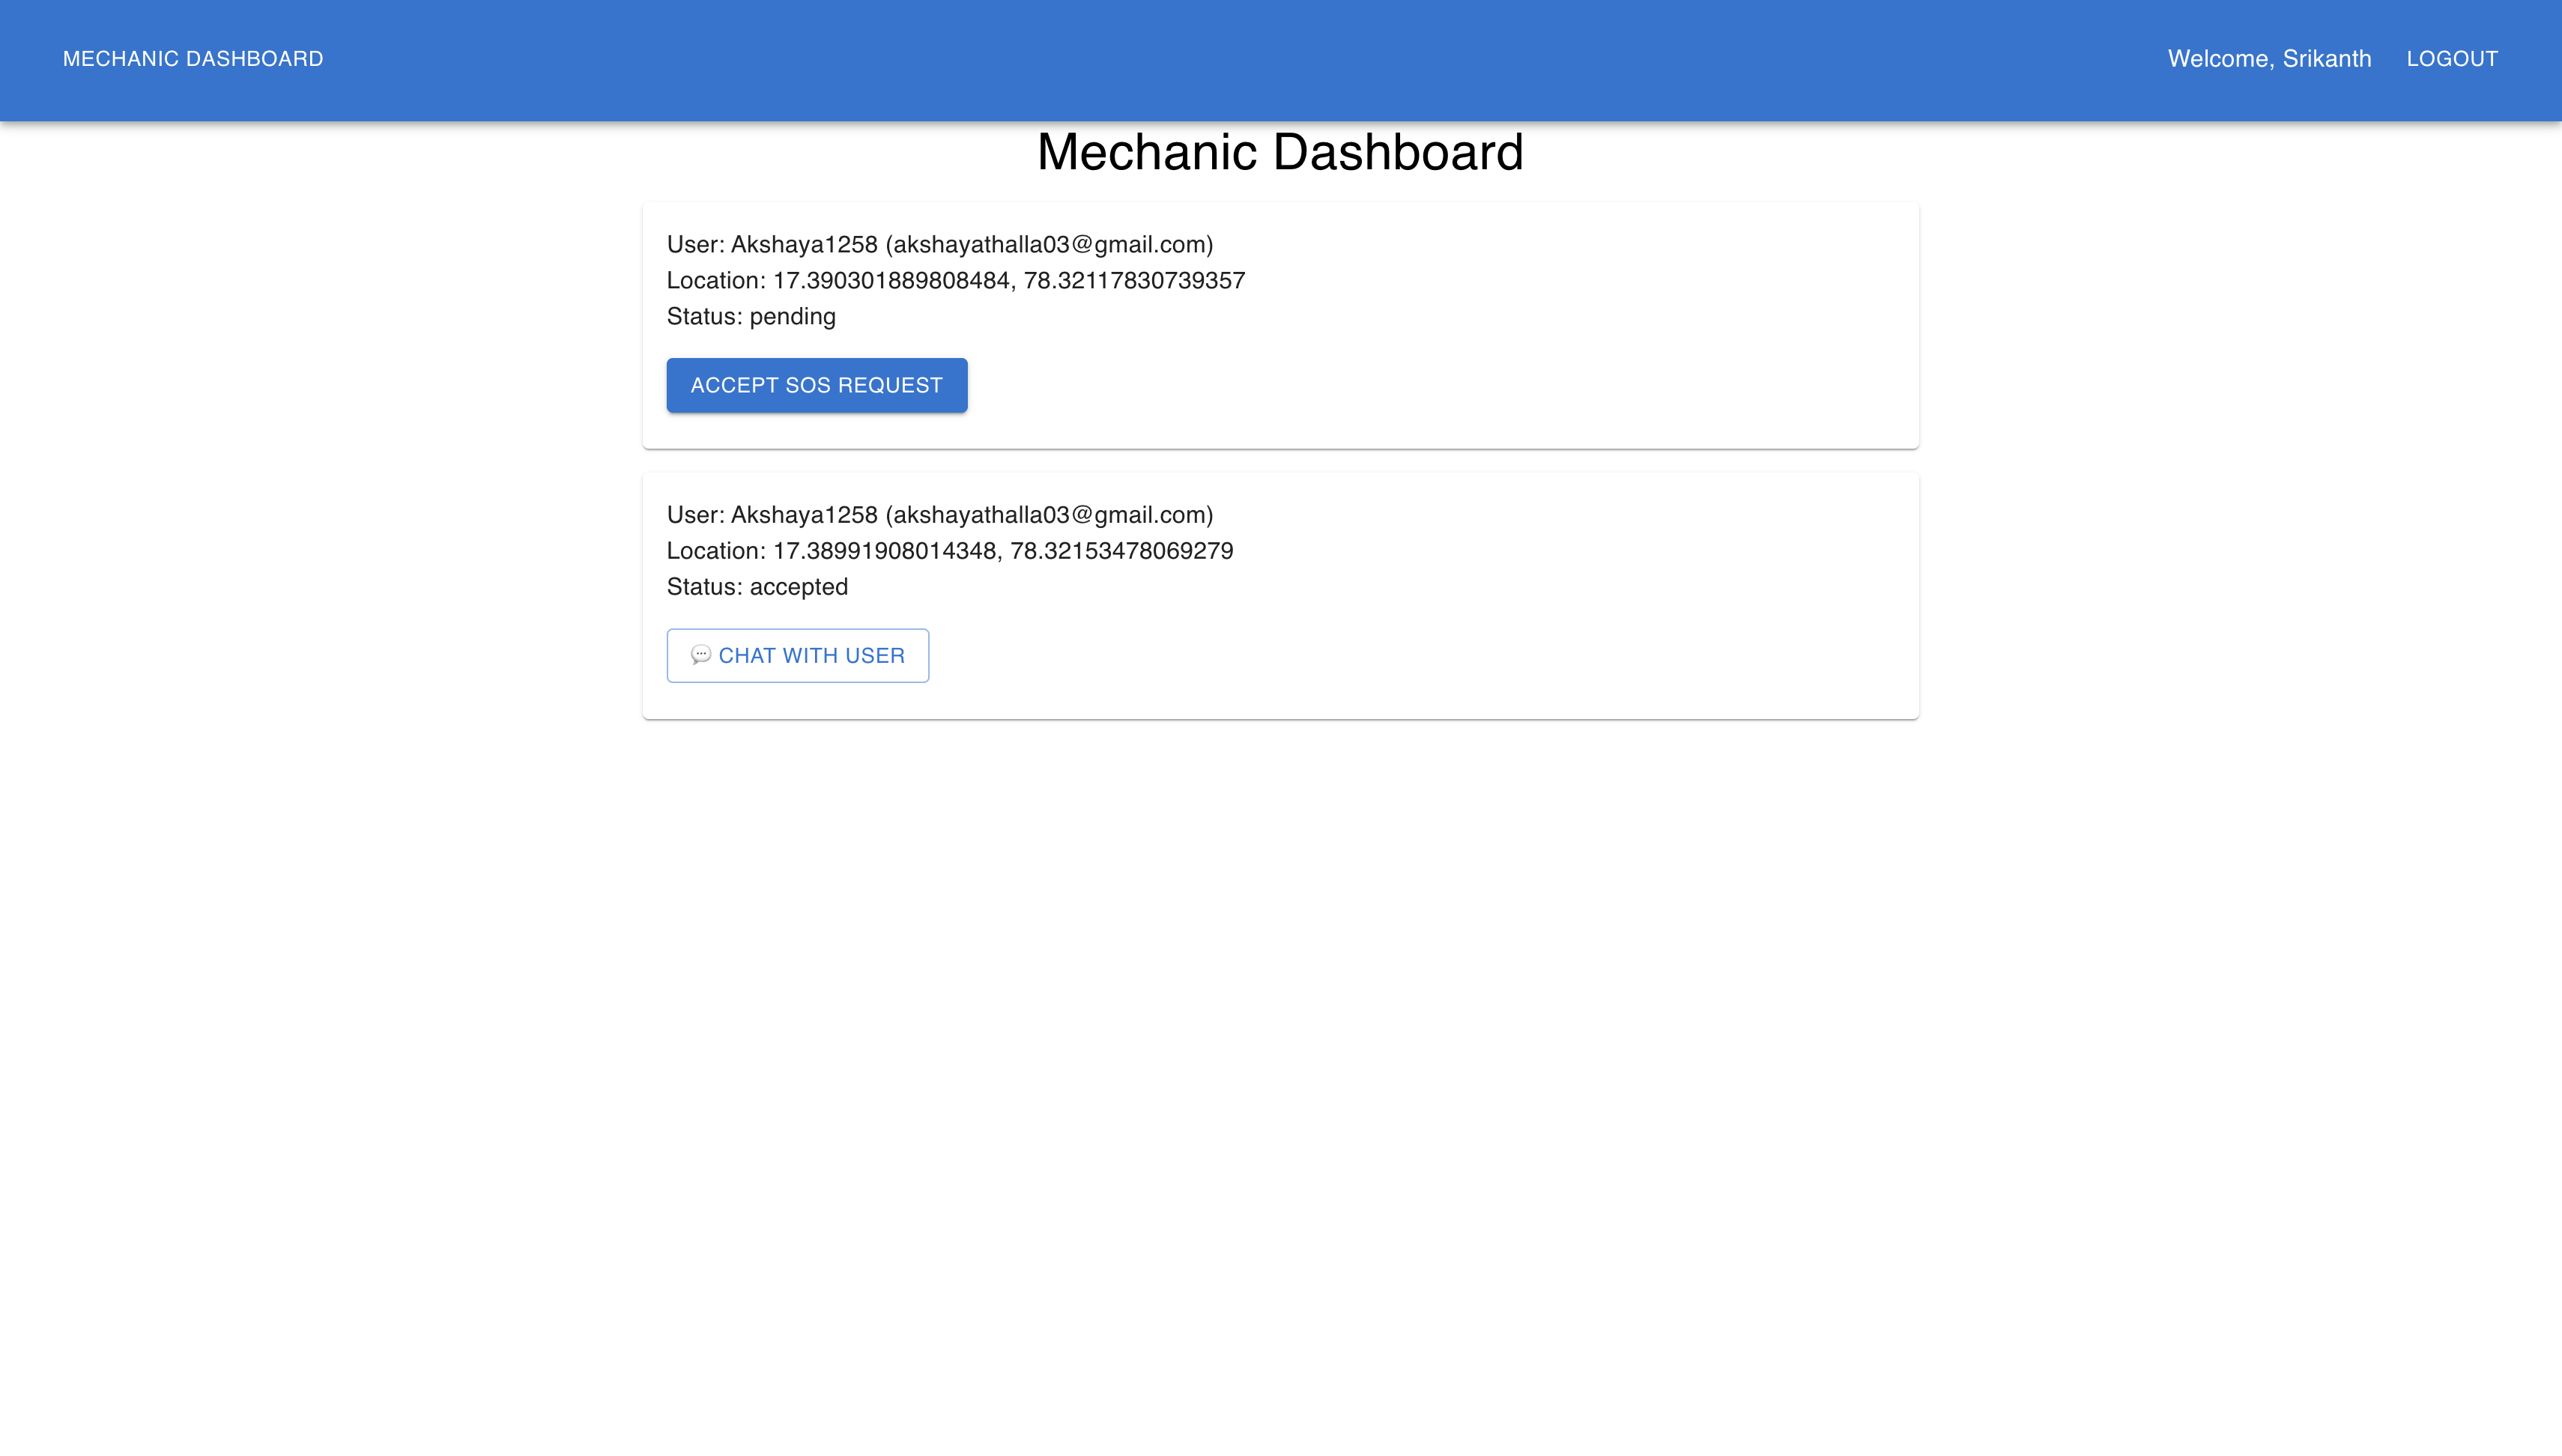 MECHANIC DASHBOARD
Welcome, Srikanth
LOGOUT
Mechanic Dashboard
User: Akshaya1258 (akshayathalla03@gmail.com)
Location: 17.390301889808484, 78.32117830739357
Status: pending
ACCEPT SOS REQUEST
User: Akshaya1258 (akshayathalla03@gmail.com)
Location: 17.38991908014348, 78.32153478069279
Status: accepted
💬 CHAT WITH USER